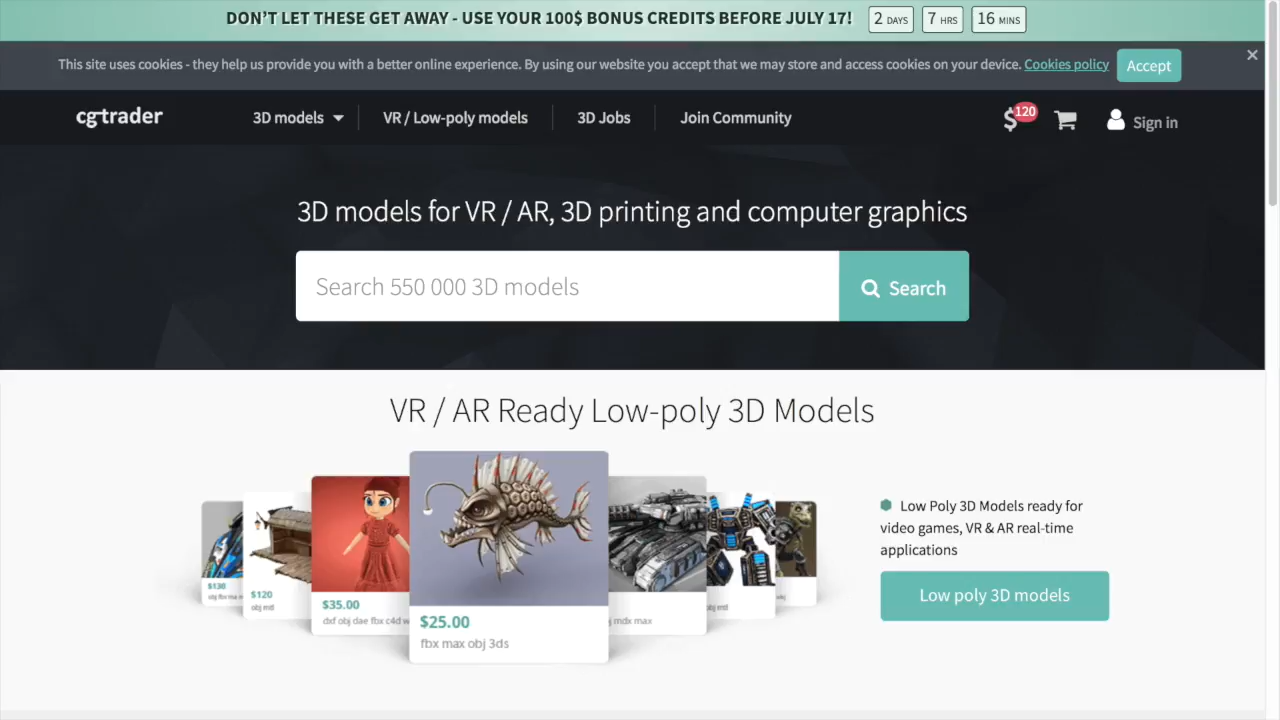 DON'T LET THESE GET AWAY - USE YOUR 100$ BONUS CREDITS BEFORE JULY 17! 2 DAYS 7 HRS 16 MINS
This site uses cookies - they help us provide you with a better online experience. By using our website you accept that we may store and access cookies on your device. Cookies policy Accept
cgtrader 3D models VR / Low-poly models 3D Jobs Join Community $ 120 Sign in
3D models for VR / AR, 3D printing and computer graphics
Search 550 000 3D models Search
VR / AR Ready Low-poly 3D Models
Low Poly 3D Models ready for
video games, VR & AR real-time
applications
Low poly 3D models
$130
$120
obj mtl
$35.00
dxf obj dae fbx c4d
$25.00
fbx max obj 3ds
mdx max